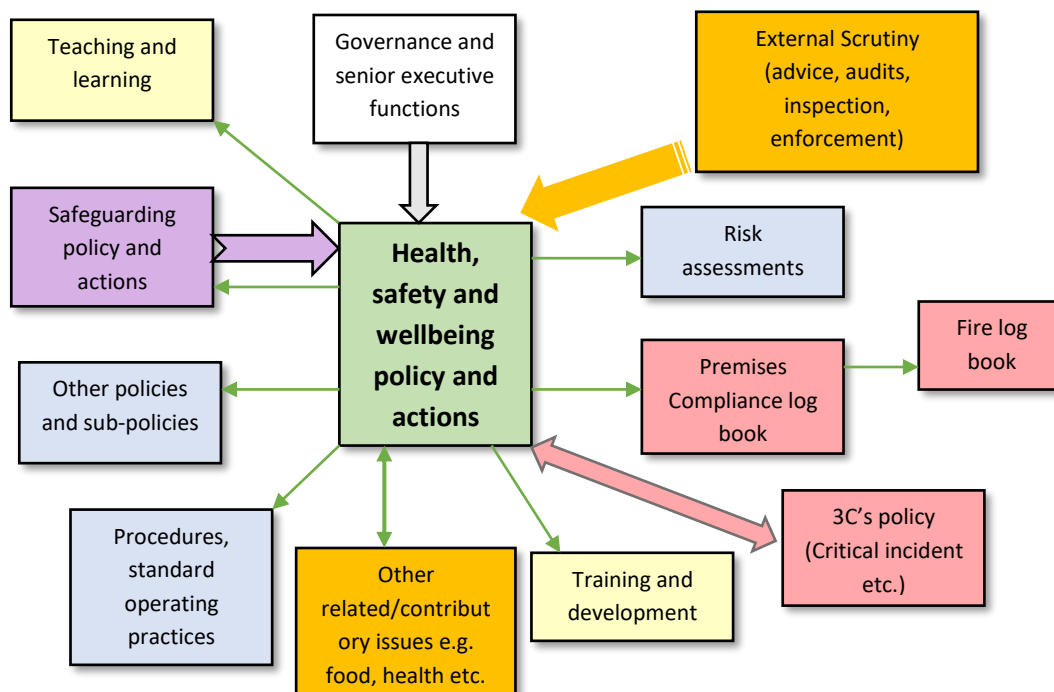 Teaching and
learning
Governance and
senior executive
functions
External Scrutiny
(advice, audits,
inspection,
enforcement)
Safeguarding
policy and
actions
Health,
safety and
wellbeing
policy and
actions
Risk
assessments
Fire log
book
Other policies
and sub-policies
Premises
Compliance log
book
Procedures,
standard
operating
practices
Other
related/contribut
ory issues e.g.
food, health etc.
Training and
development
3C’s policy
(Critical incident
etc.)